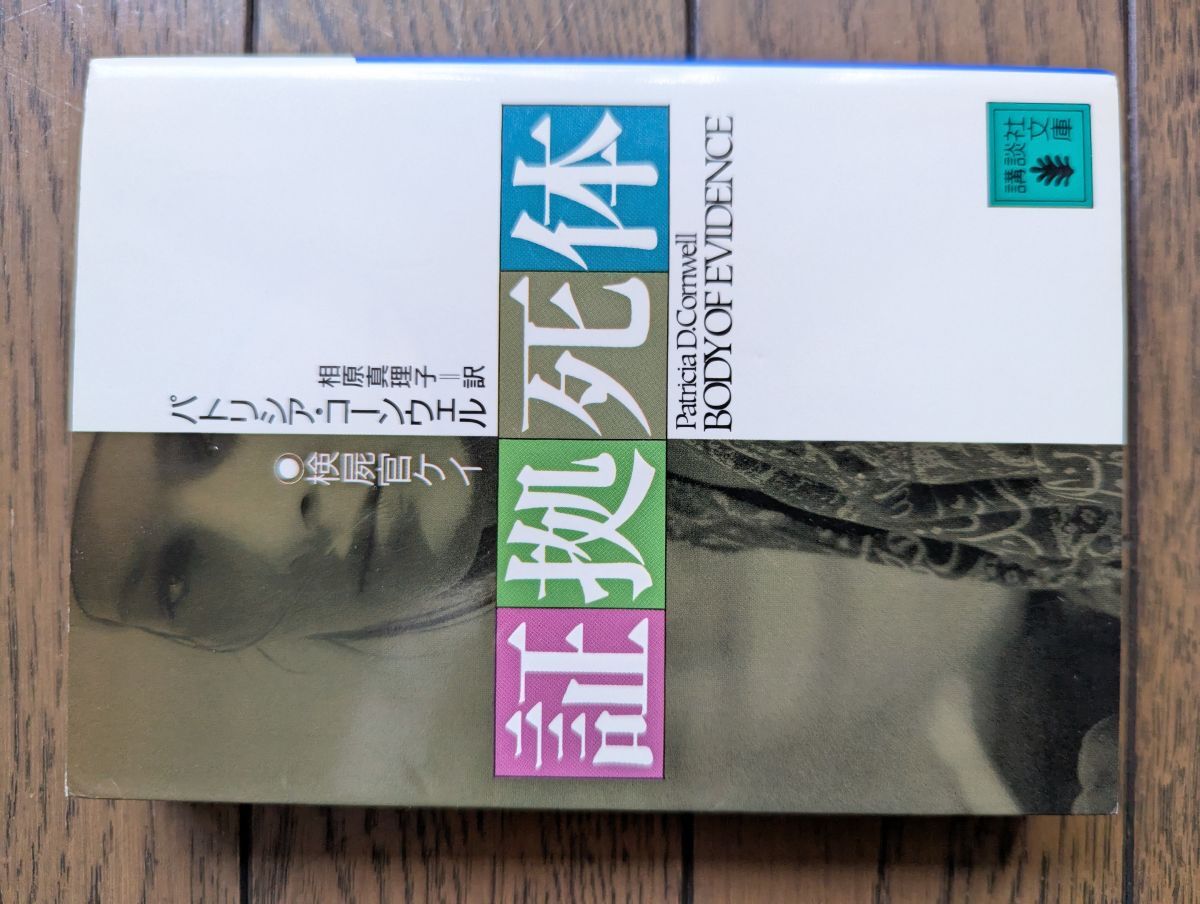 証拠死体
◉検屍官ケイ
パトリシア・コーンウェル
相原真理子=訳
Patricia D.Cornwell
BODY OF EVIDENCE
講談社
文庫